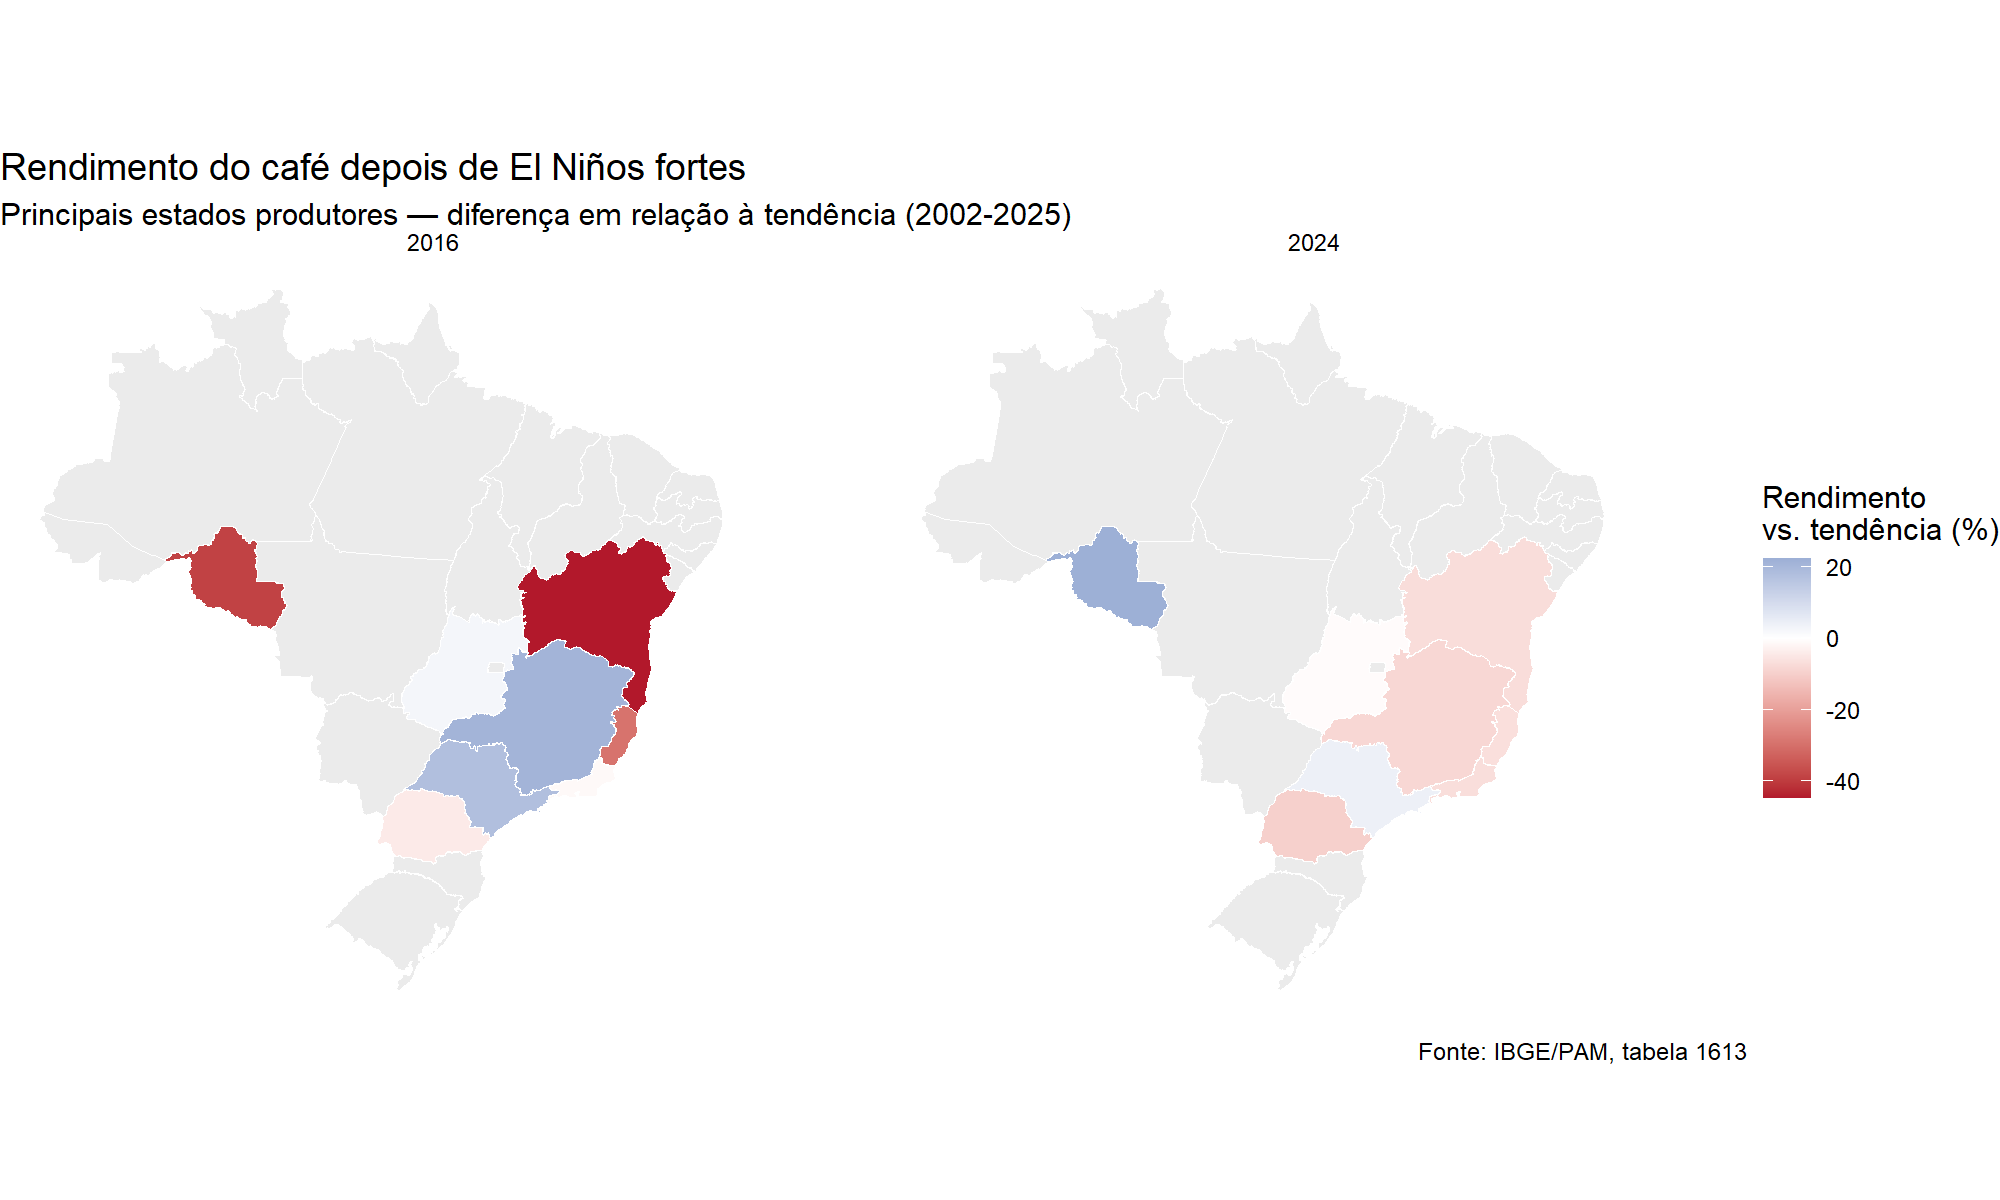 Rendimento do café depois de El Niños fortes
Principais estados produtores — diferença em relação à tendência (2002-2025)
2016
2024
Rendimento
vs. tendência (%)
20
0
-20
-40
Fonte: IBGE/PAM, tabela 1613